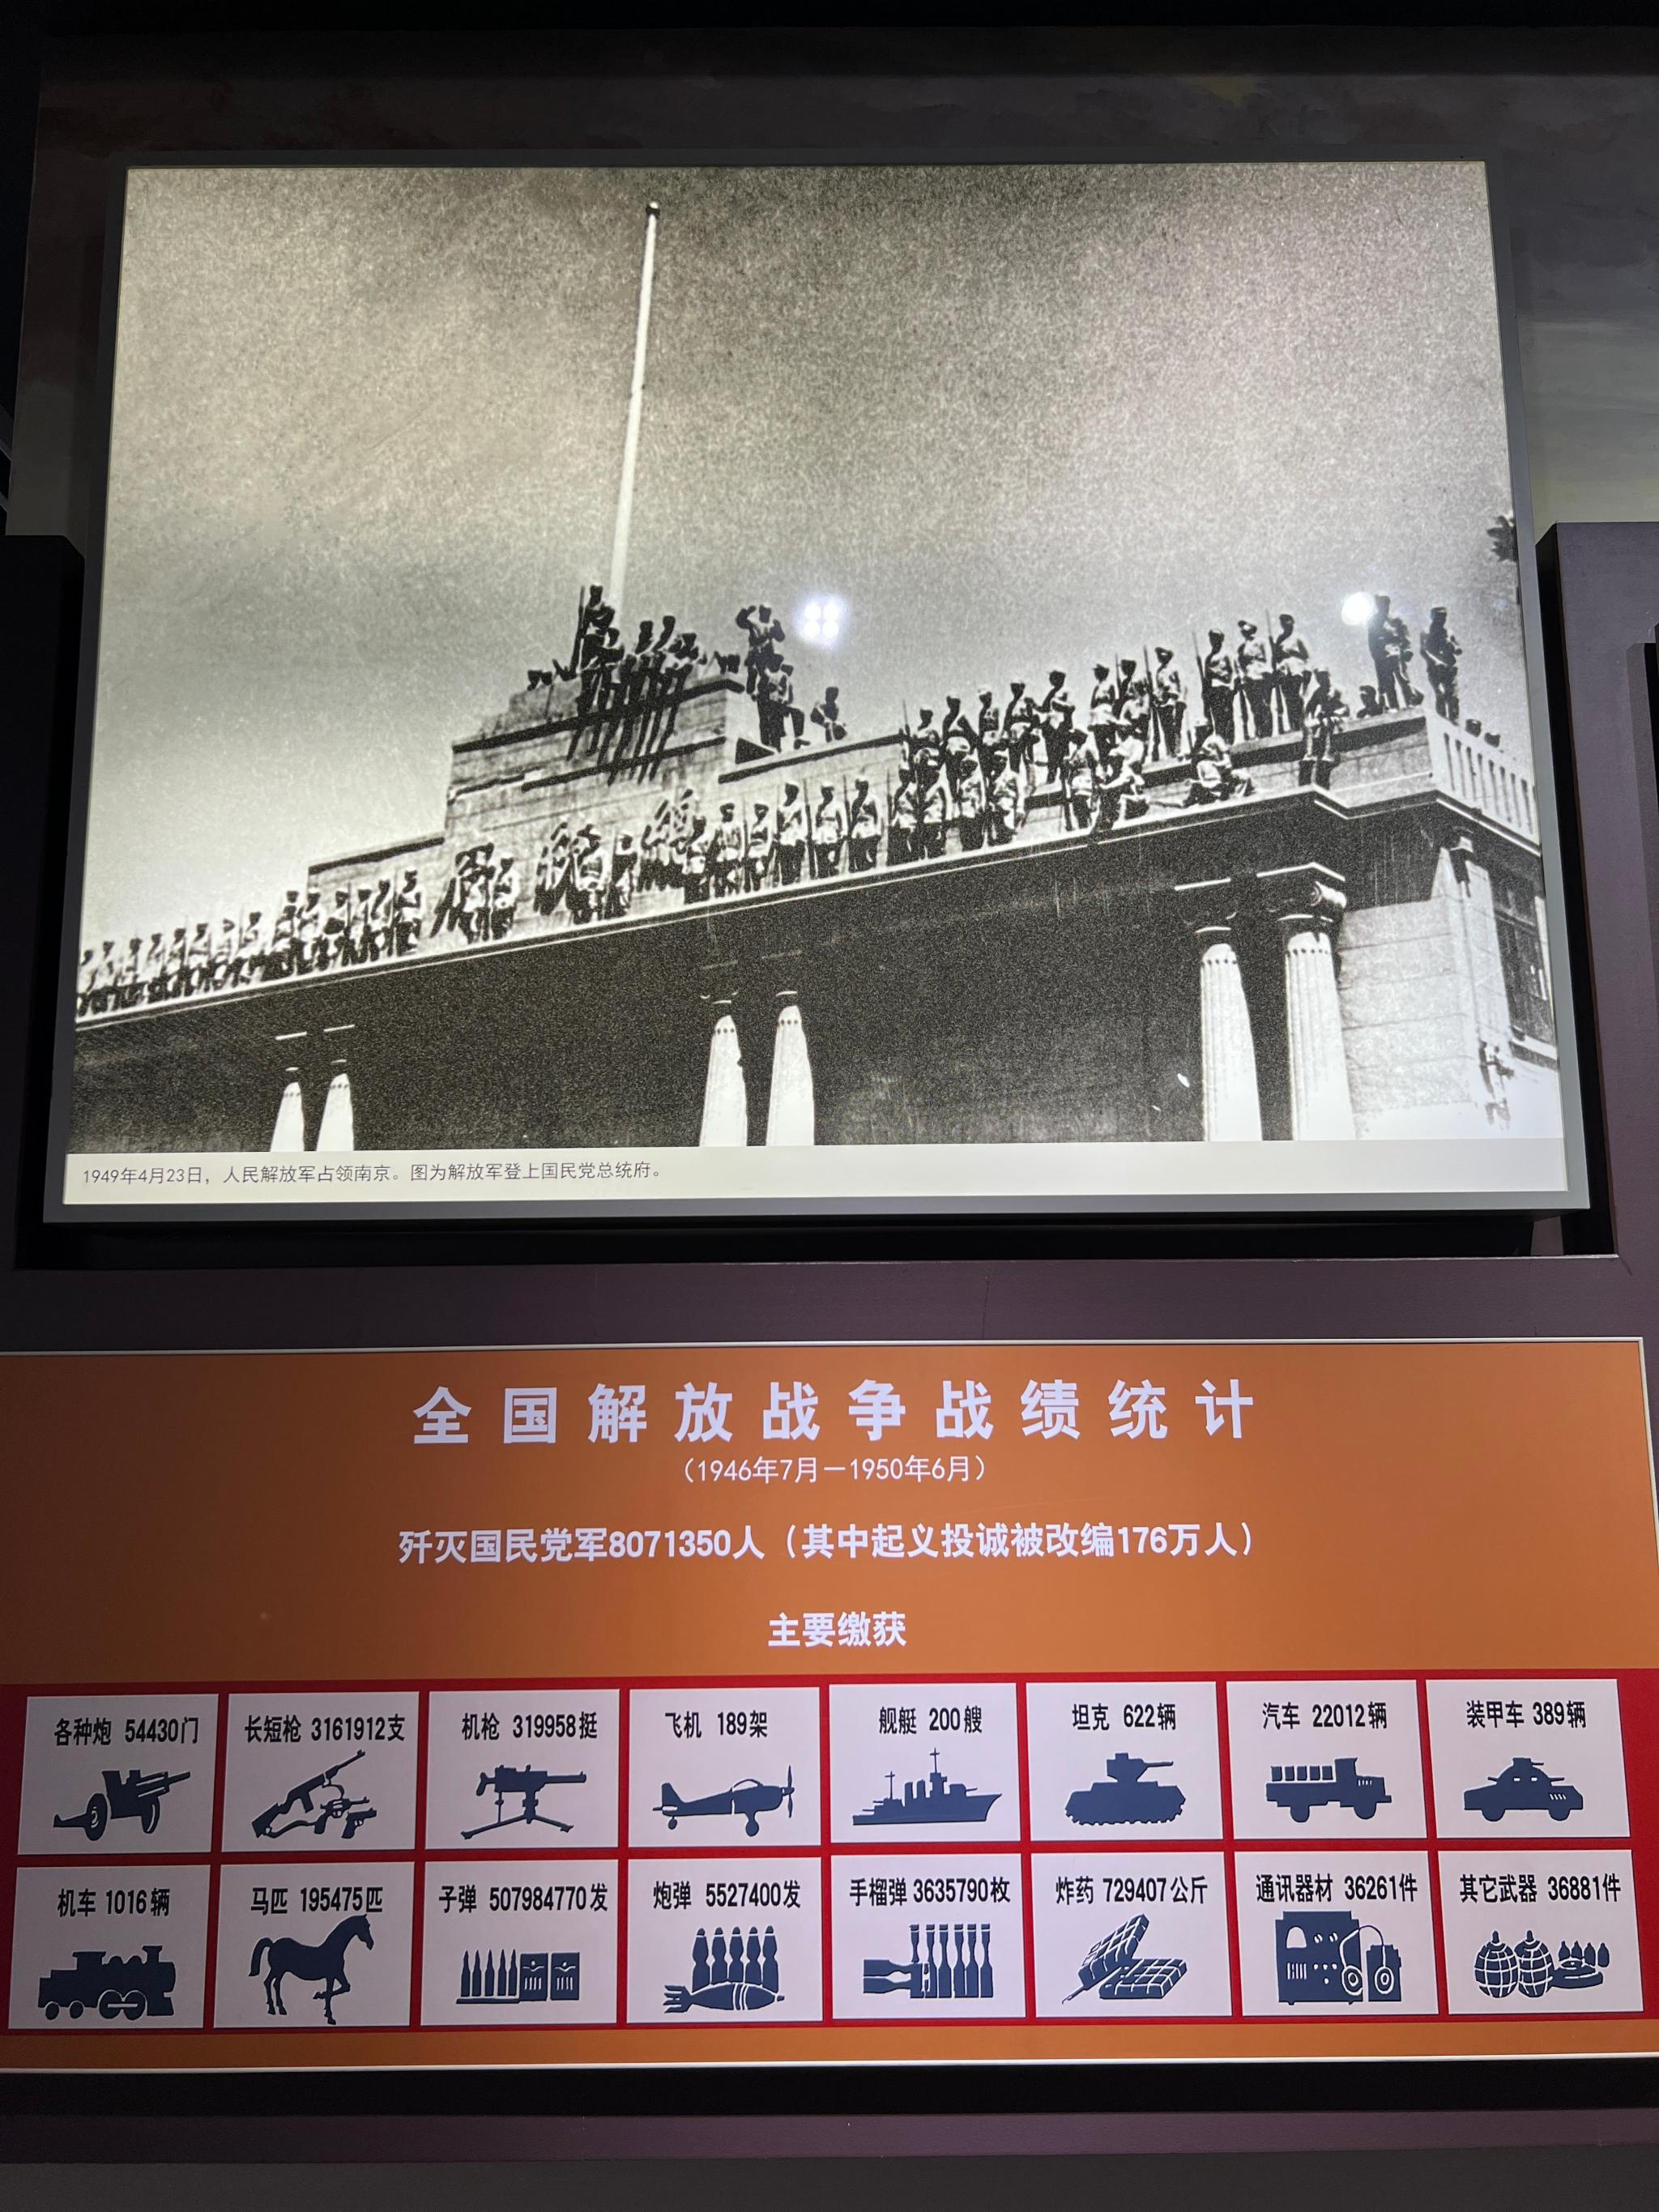 1949年4月23日，人民解放军占领南京。图为解放军登上国民党总统府。
全国解放战争战绩统计
（1946年7月－1950年6月）
歼灭国民党军8071350人（其中起义投诚被改编176万人）
主要缴获
各种炮 54430门
长短枪 3161912支
机枪 319958挺
飞机 189架
舰艇 200艘
坦克 622辆
汽车 22012辆
装甲车 389辆
机车 1016辆
马匹 195475匹
子弹 507984770发
炮弹 5527400发
手榴弹 3635790枚
炸药 729407公斤
通讯器材 36261件
其它武器 36881件